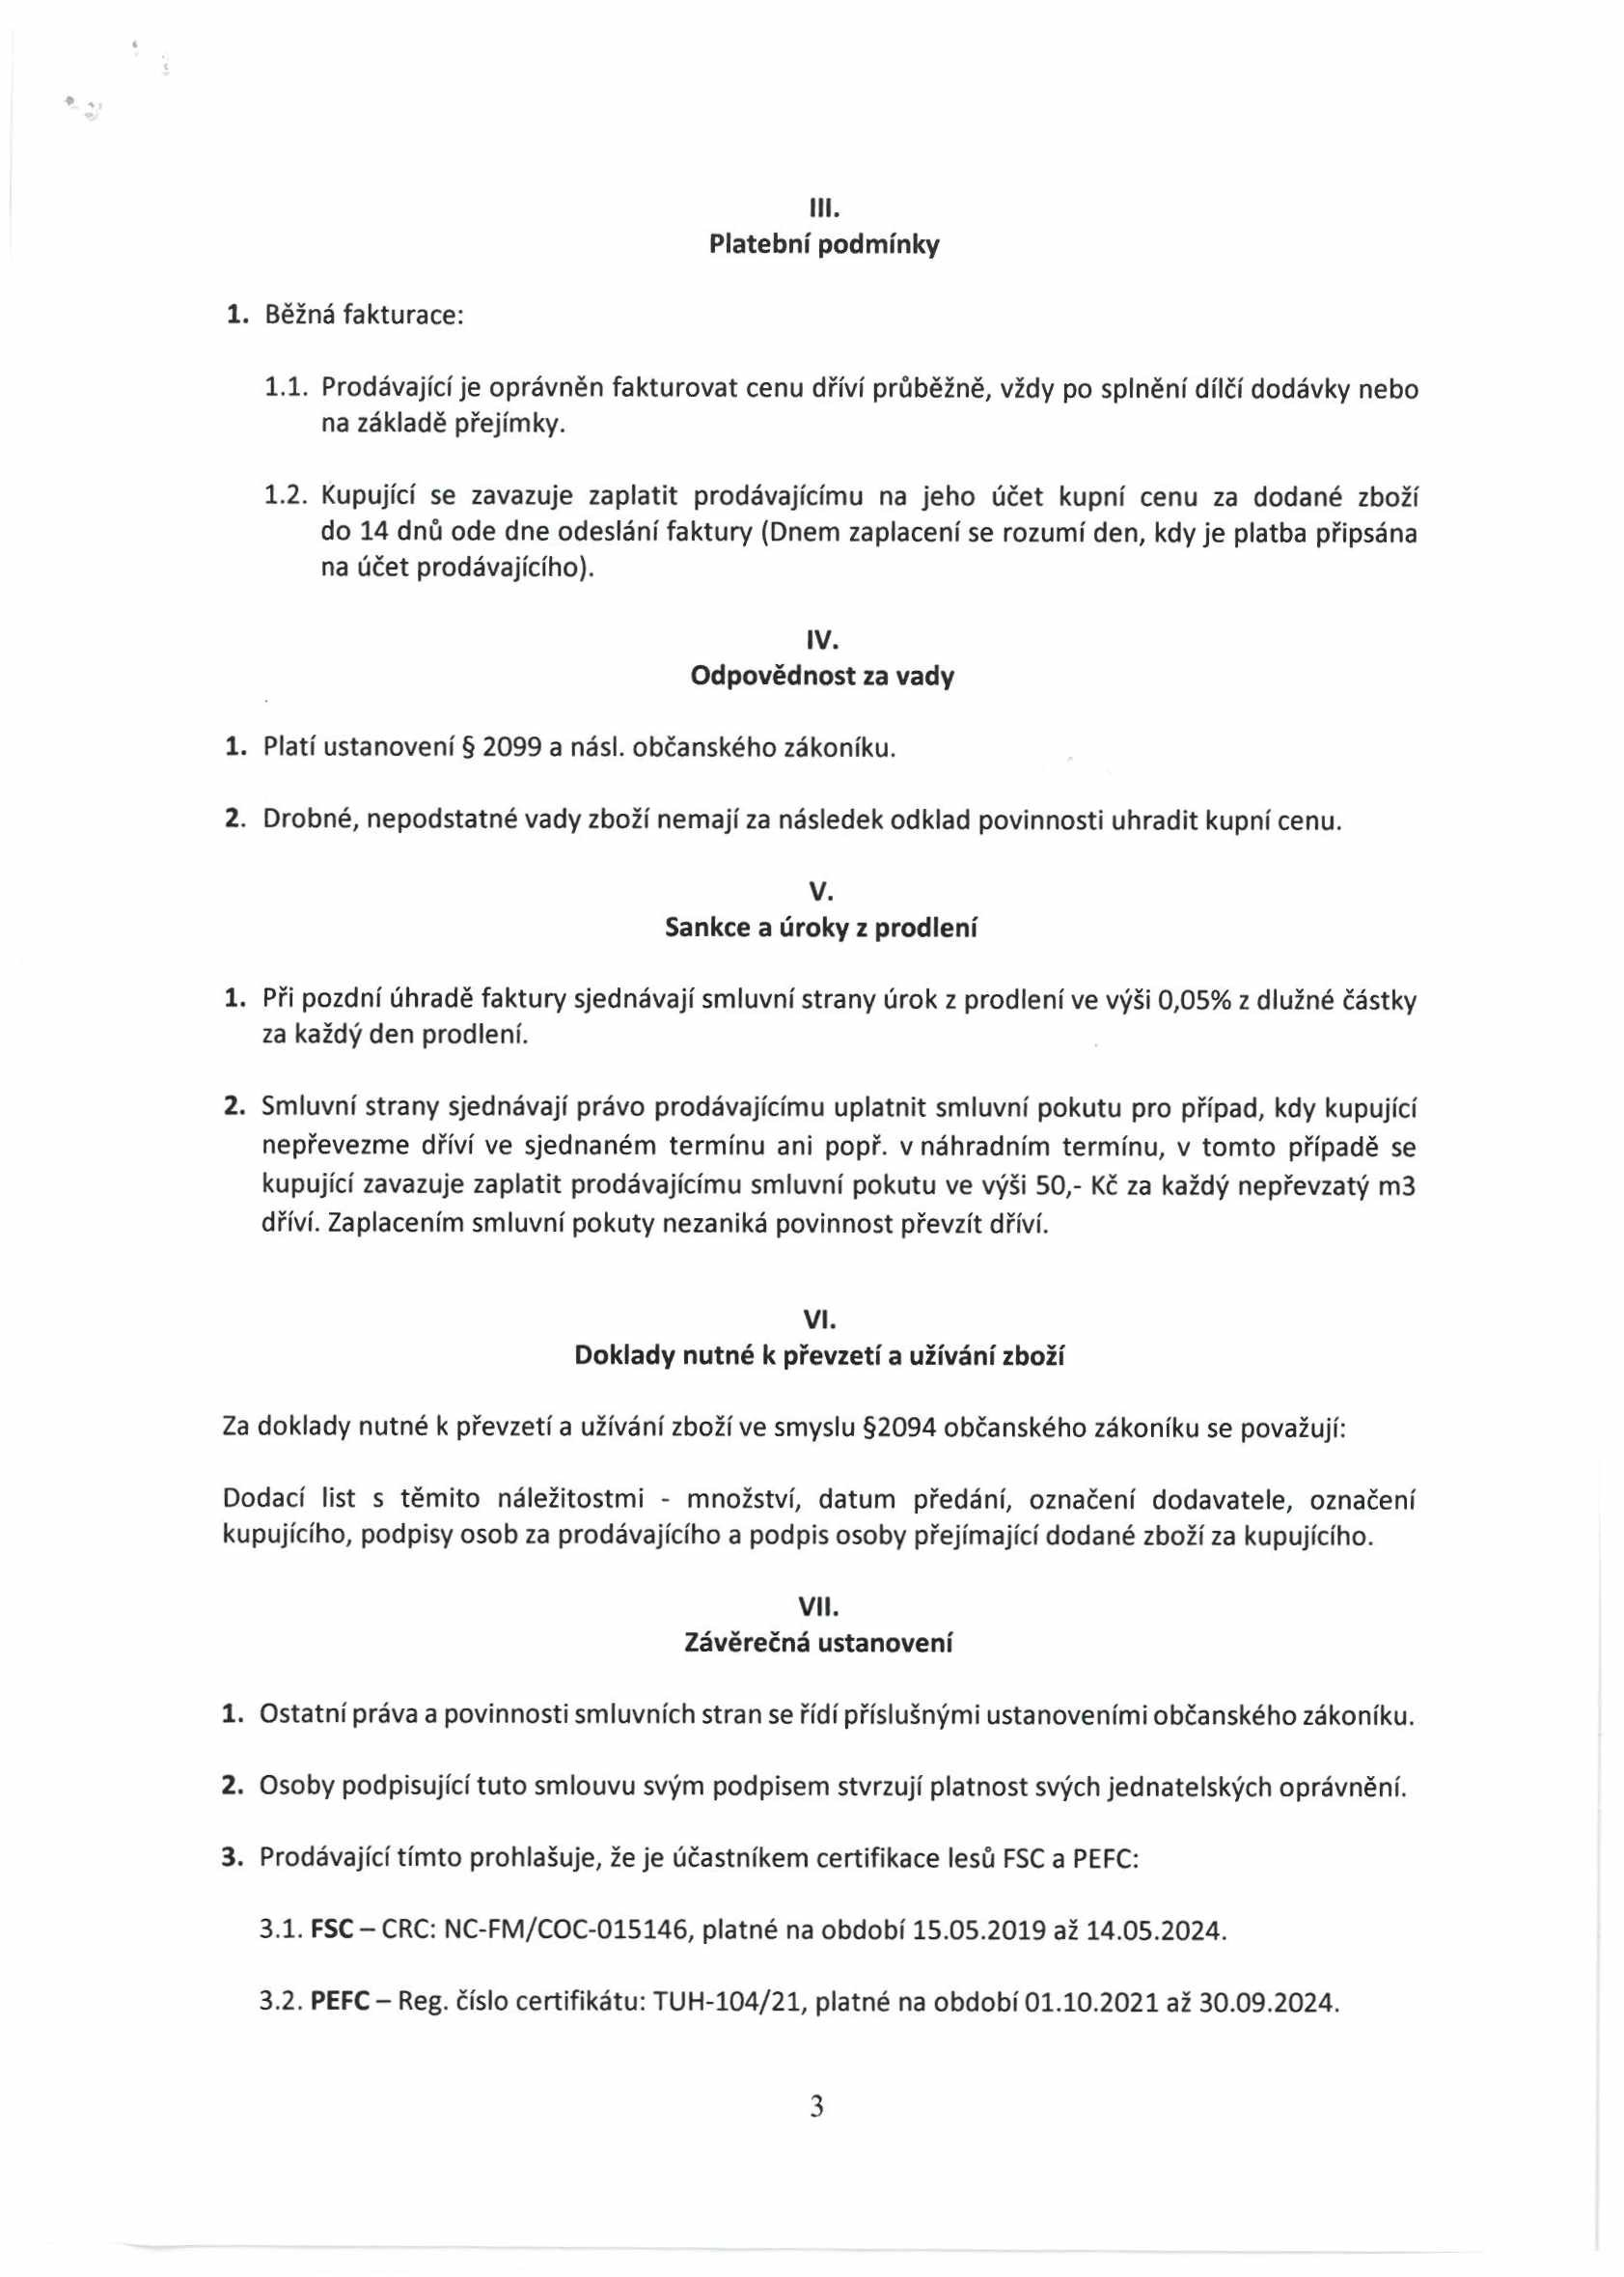 III.
Platební podmínky
1. Běžná fakturace:
1.1. Prodávající je oprávněn fakturovat cenu dříví průběžně, vždy po splnění dílčí dodávky nebo
na základě přejímky.
1.2. Kupující se zavazuje zaplatit prodávajícímu na jeho účet kupní cenu za dodané zboží
do 14 dnů ode dne odeslání faktury (Dnem zaplacení se rozumí den, kdy je platba připsána
na účet prodávajícího).
IV.
Odpovědnost za vady
1. Platí ustanovení § 2099 a násl. občanského zákoníku.
2. Drobné, nepodstatné vady zboží nemají za následek odklad povinnosti uhradit kupní cenu.
V.
Sankce a úroky z prodlení
1. Při pozdní úhradě faktury sjednávají smluvní strany úrok z prodlení ve výši 0,05% z dlužné částky
za každý den prodlení.
2. Smluvní strany sjednávají právo prodávajícímu uplatnit smluvní pokutu pro případ, kdy kupující
nepřevezme dříví ve sjednaném termínu ani popř. v náhradním termínu, v tomto případě se
kupující zavazuje zaplatit prodávajícímu smluvní pokutu ve výši 50,- Kč za každý nepřevzatý m3
dříví. Zaplacením smluvní pokuty nezaniká povinnost převzít dříví.
VI.
Doklady nutné k převzetí a užívání zboží
Za doklady nutné k převzetí a užívání zboží ve smyslu §2094 občanského zákoníku se považují:
Dodací list s těmito náležitostmi - množství, datum předání, označení dodavatele, označení
kupujícího, podpisy osob za prodávajícího a podpis osoby přejímající dodané zboží za kupujícího.
VII.
Závěrečná ustanovení
1. Ostatní práva a povinnosti smluvních stran se řídí příslušnými ustanoveními občanského zákoníku.
2. Osoby podpisující tuto smlouvu svým podpisem stvrzují platnost svých jednatelských oprávnění.
3. Prodávající tímto prohlašuje, že je účastníkem certifikace lesů FSC a PEFC:
3.1. FSC – CRC: NC-FM/COC-015146, platné na období 15.05.2019 až 14.05.2024.
3.2. PEFC – Reg. číslo certifikátu: TUH-104/21, platné na období 01.10.2021 až 30.09.2024.
3